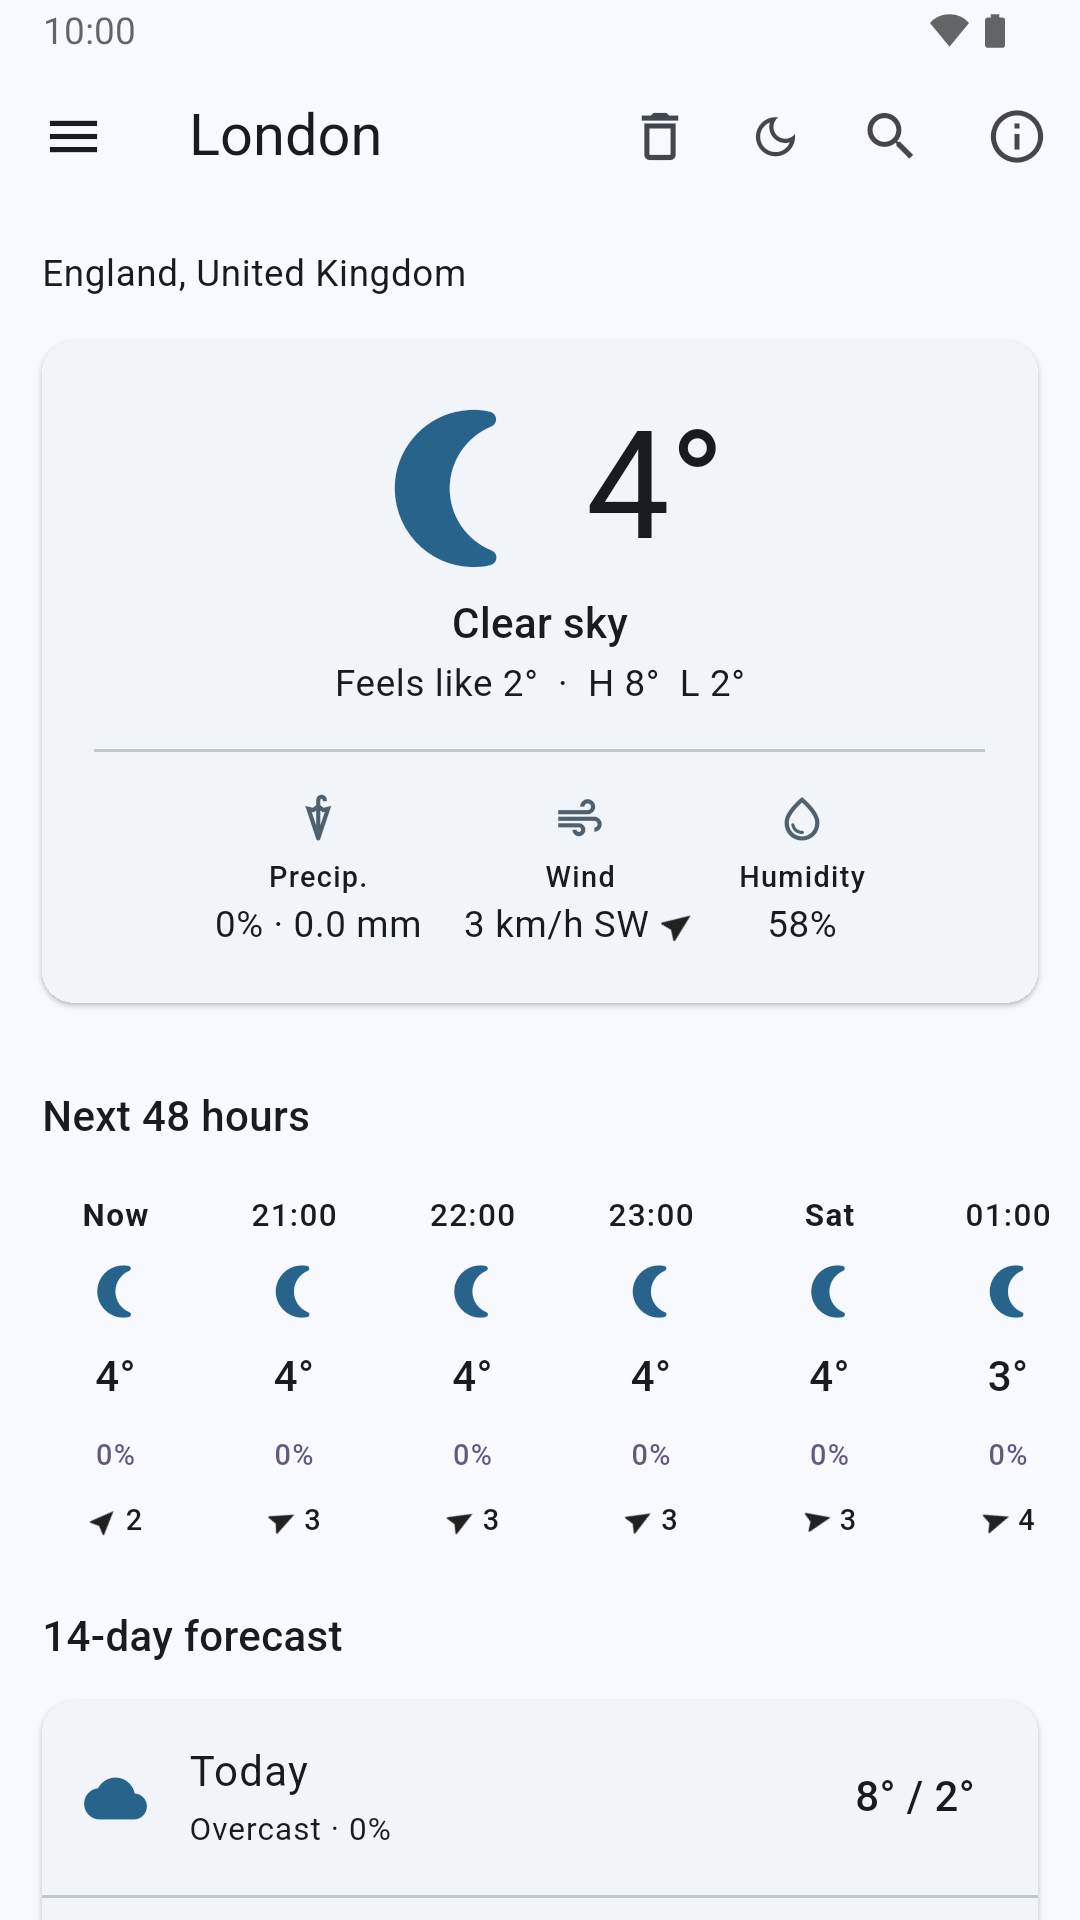 10:00
London
England, United Kingdom
4°
Clear sky
Feels like 2° · H 8° L 2°
Precip. Wind Humidity
0% · 0.0 mm 3 km/h SW 58%
Next 48 hours
Now 21:00 22:00 23:00 Sat 01:00
4° 4° 4° 4° 4° 3°
0% 0% 0% 0% 0% 0%
2 3 3 3 3 4
14-day forecast
Today
8° / 2°
Overcast · 0%